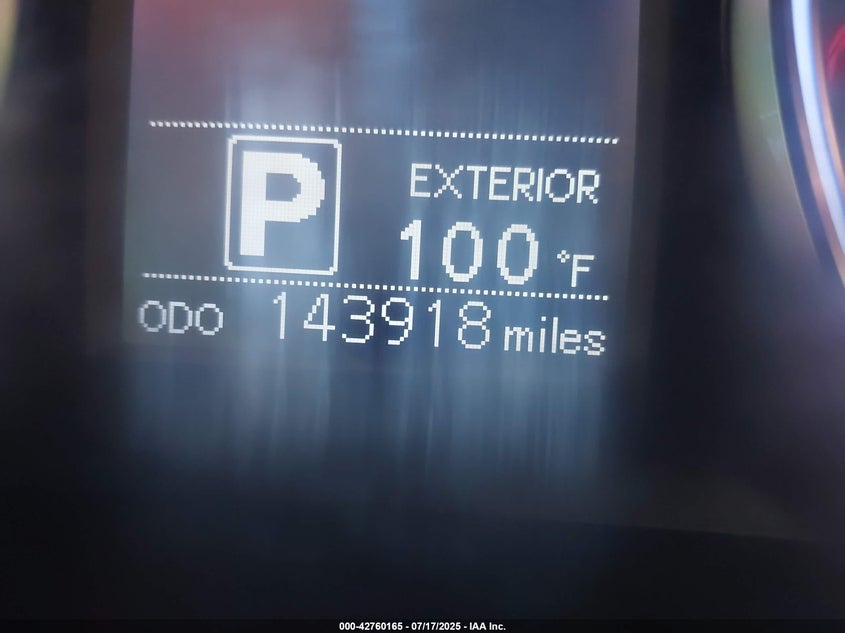 P
EXTERIOR
100 °F
ODO 143918 miles
000-42760165 - 07/17/2025 - IAA Inc.